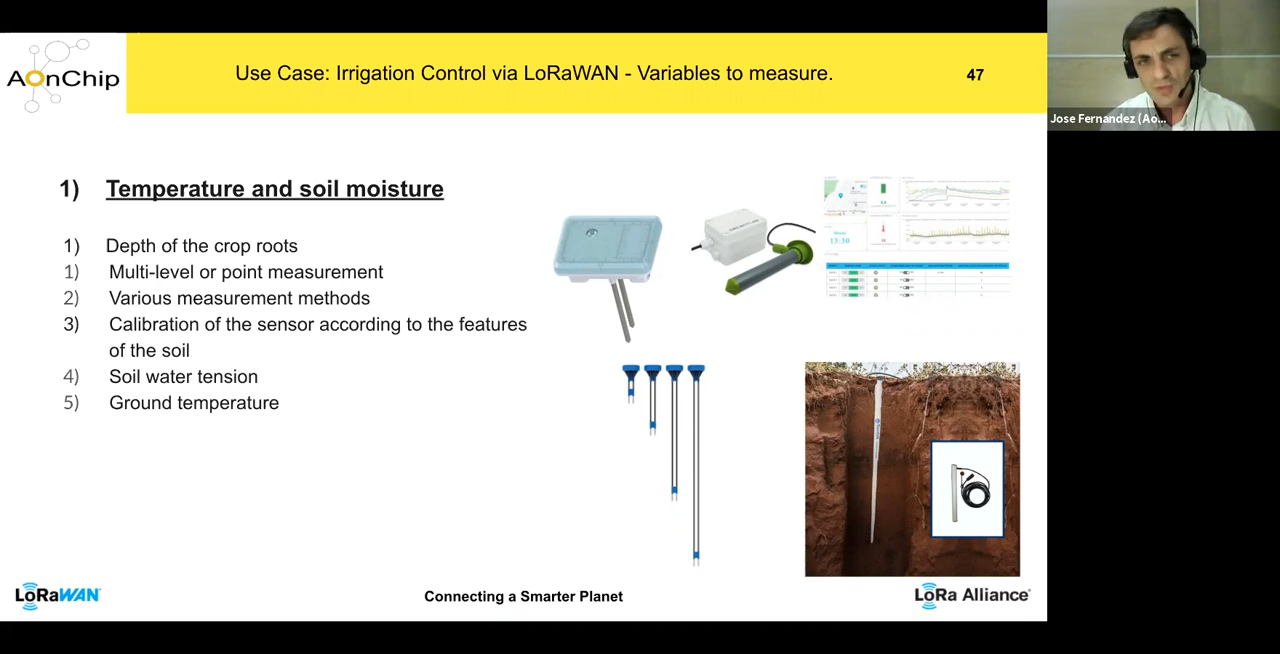 AonChip
Use Case: Irrigation Control via LoRaWAN - Variables to measure.
47
Jose Fernandez (Ao...
1) Temperature and soil moisture
1) Depth of the crop roots
1) Multi-level or point measurement
2) Various measurement methods
3) Calibration of the sensor according to the features
of the soil
4) Soil water tension
5) Ground temperature
13:30
LoRaWAN
Connecting a Smarter Planet
LoRa Alliance